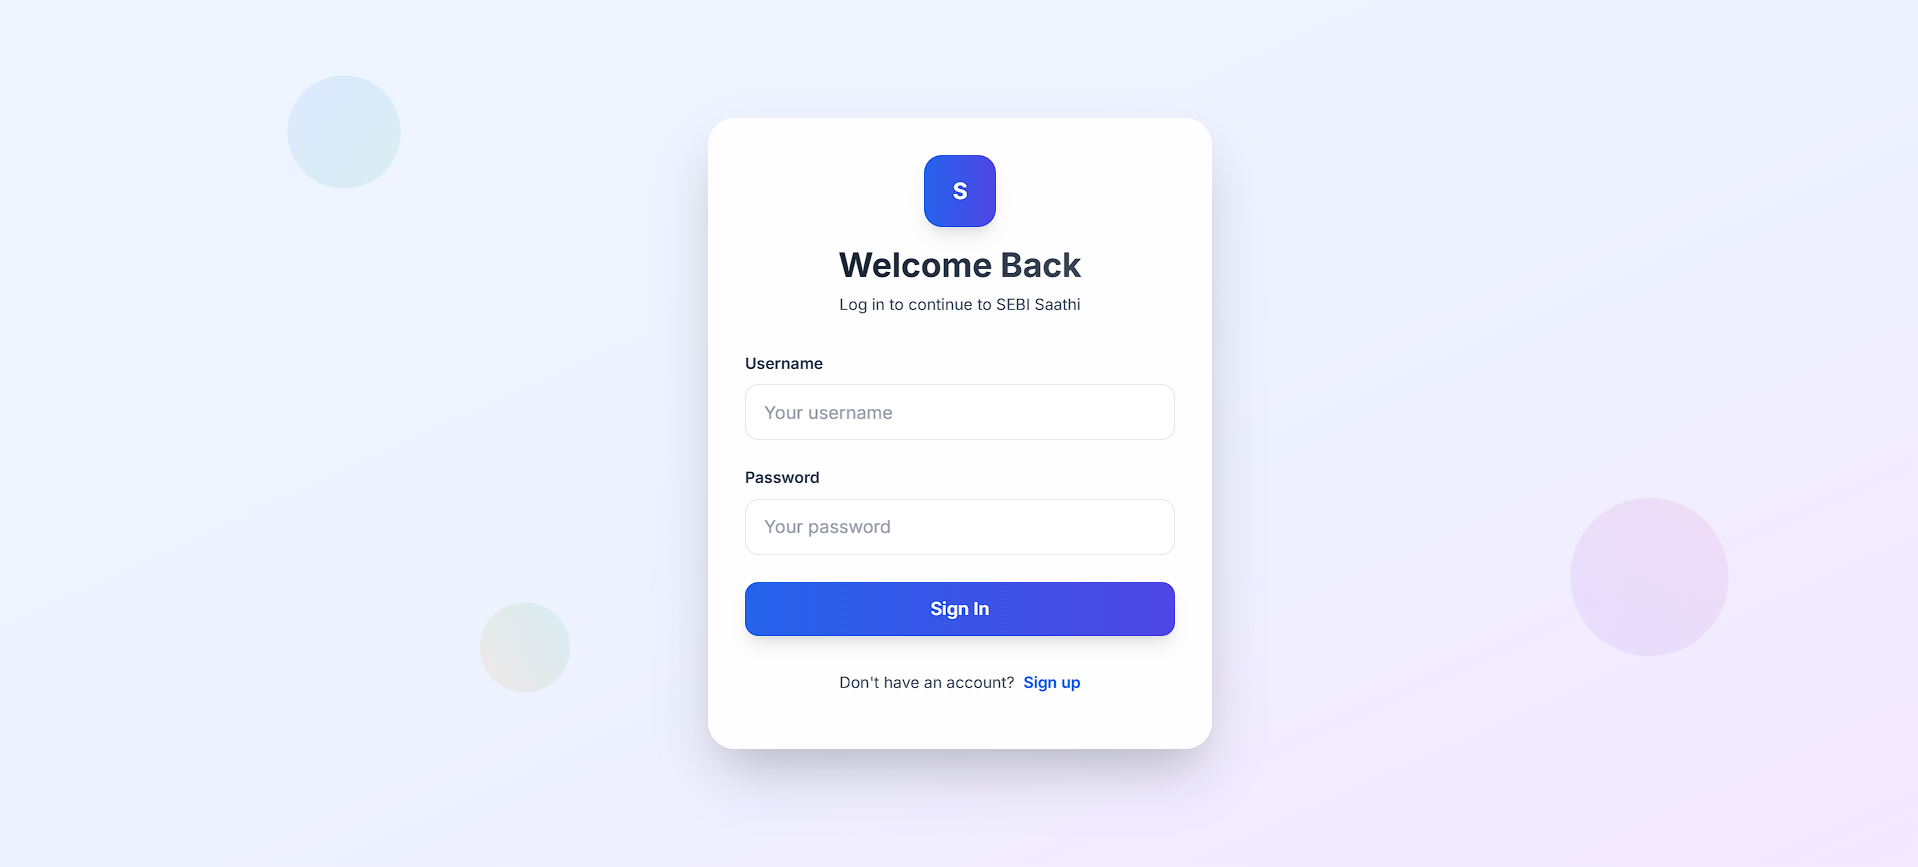 S
Welcome Back
Log in to continue to SEBI Saathi
Username
Your username
Password
Your password
Sign In
Don't have an account? Sign up